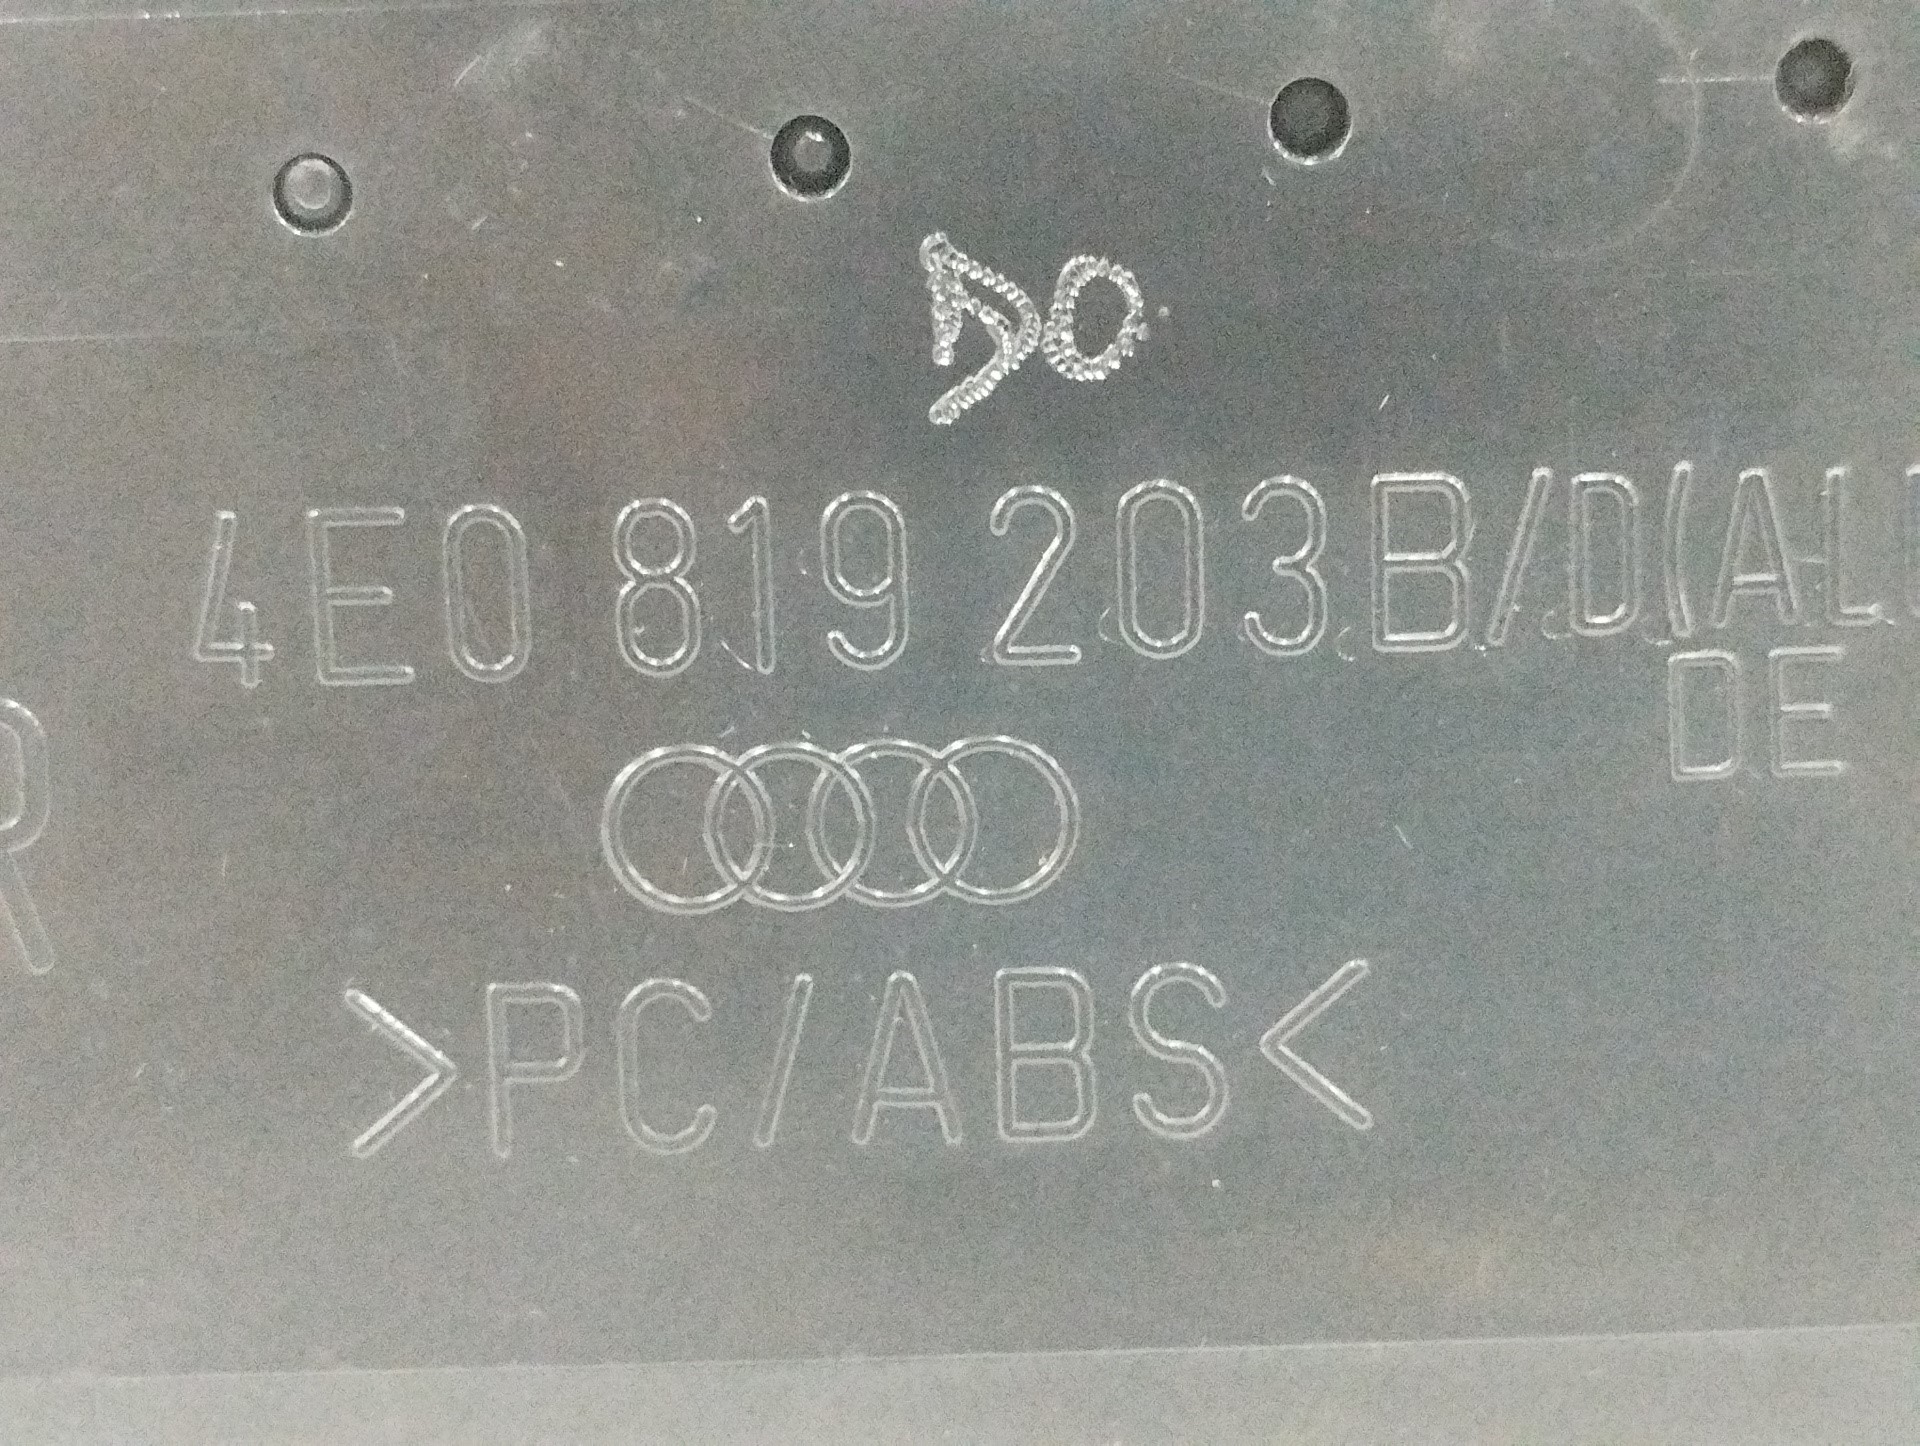 DO
4E0 819 203B/D(AL
DE
R
>PC/ABS<